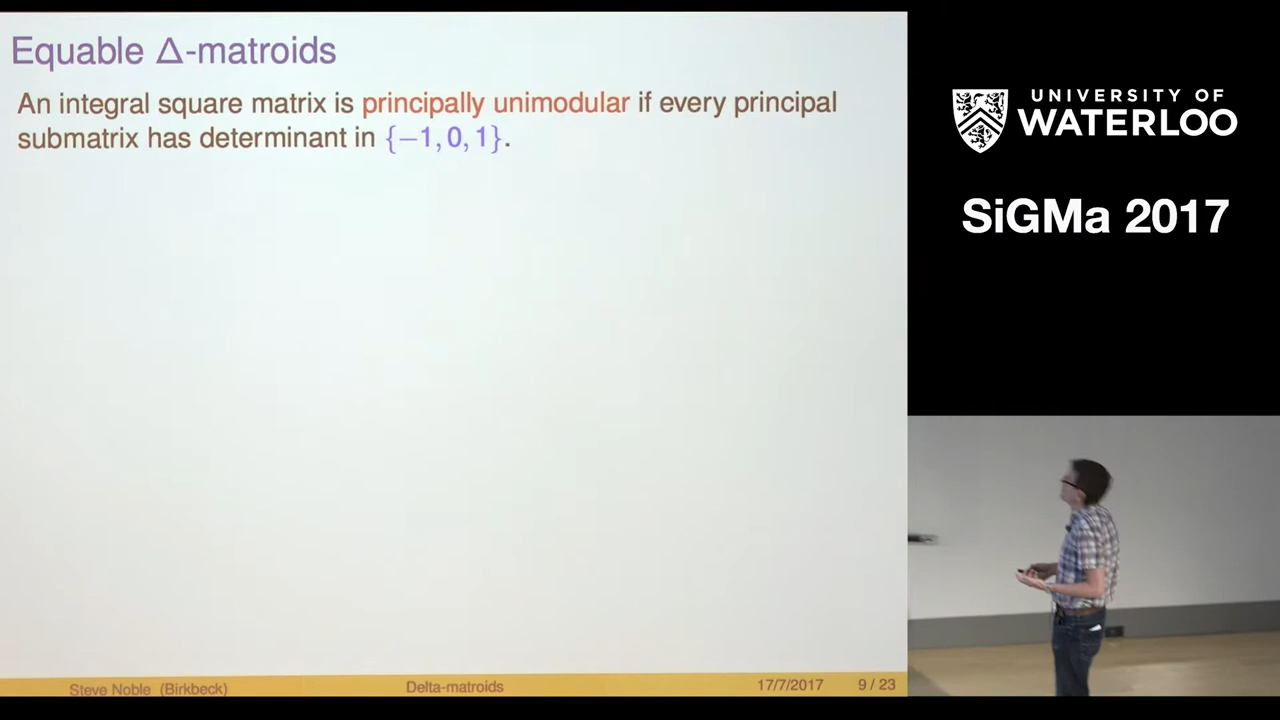 Equable Δ-matroids
An integral square matrix is principally unimodular if every principal
submatrix has determinant in {−1, 0, 1}.
UNIVERSITY OF
WATERLOO
SiGMa 2017
Steve Noble (Birkbeck)
Delta-matroids
17/7/2017
9 / 23